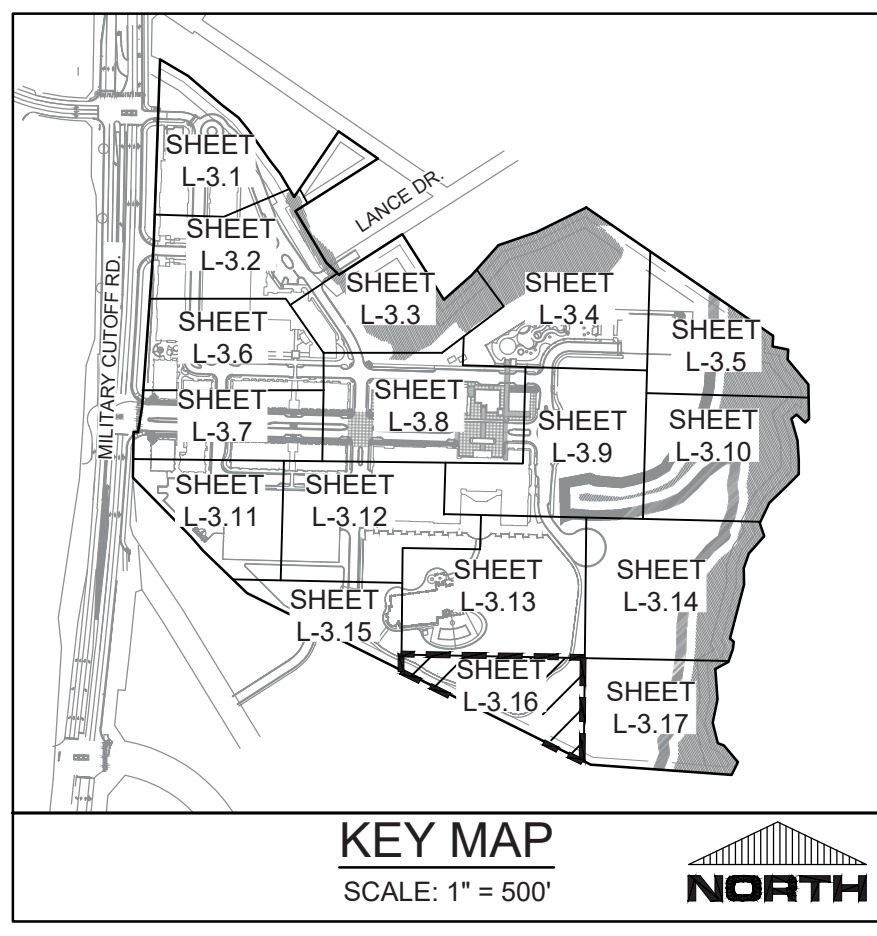 SHEET
L-3.1
LANCE DR.
SHEET
L-3.2
MILITARY CUTOFF RD.
SHEET
L-3.3
SHEET
L-3.4
SHEET
L-3.5
SHEET
L-3.6
SHEET
L-3.7
SHEET
L-3.8
SHEET
L-3.9
SHEET
L-3.10
SHEET
L-3.11
SHEET
L-3.12
SHEET
L-3.13
SHEET
L-3.14
SHEET
L-3.15
SHEET
L-3.16
SHEET
L-3.17
KEY MAP
SCALE: 1" = 500'
NORTH